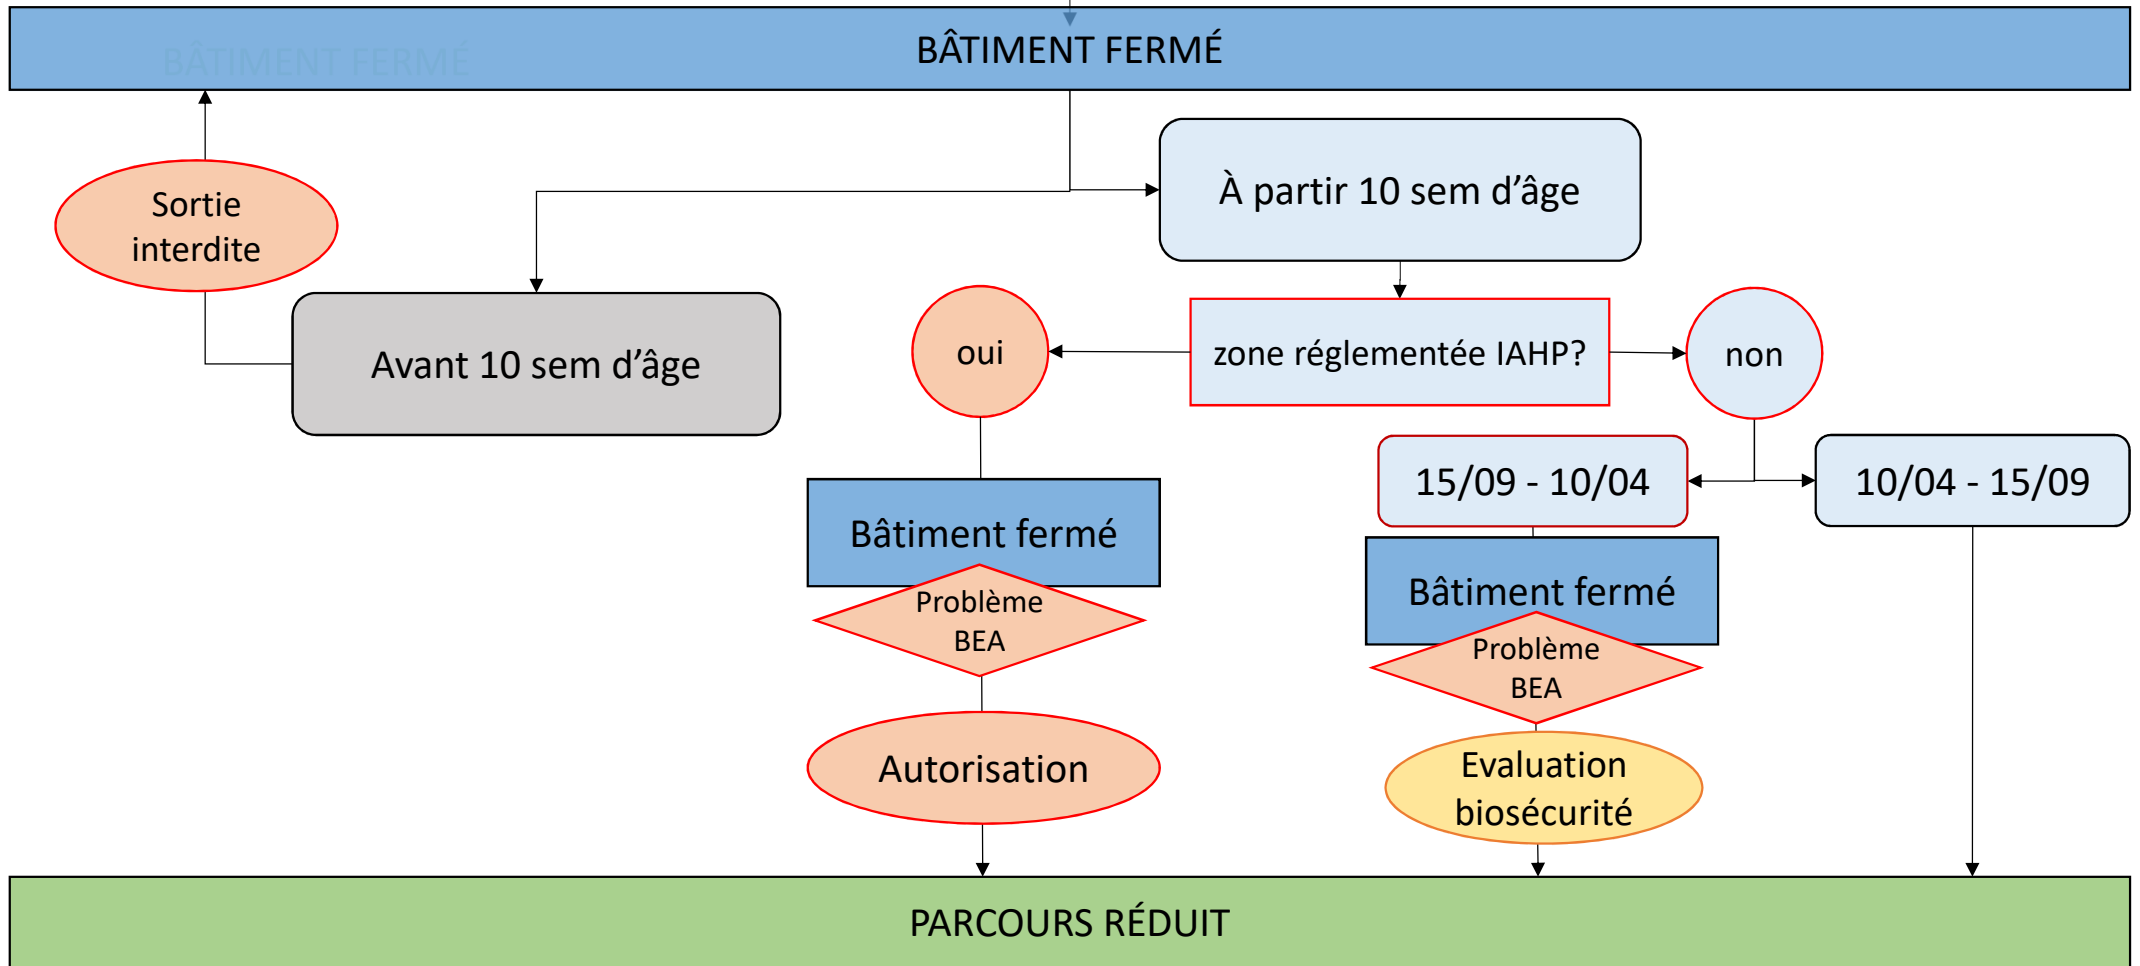 BÂTIMENT FERMÉ
BÂTIMENT FERMÉ
À partir 10 sem d’âge
Sortie
interdite
Avant 10 sem d’âge
oui
zone réglementée IAHP?
non
15/09 - 10/04
10/04 - 15/09
Bâtiment fermé
Problème
BEA
Bâtiment fermé
Problème
BEA
Autorisation
Evaluation
biosécurité
PARCOURS RÉDUIT